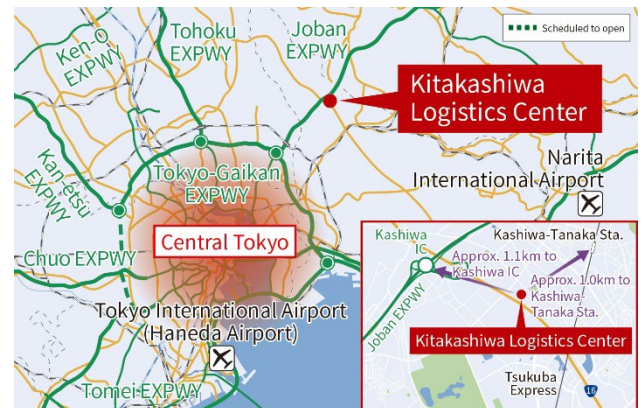 Ken-O
EXPWY
Tohoku
EXPWY
Joban
EXPWY
Scheduled to open
Kitakashiwa
Logistics Center
Kan-etsu
EXPWY
Tokyo-Gaikan
EXPWY
Narita
International Airport
Central Tokyo
Chuo EXPWY
Tokyo International Airport
(Haneda Airport)
Tomei EXPWY
Kashiwa
IC
Kashiwa-Tanaka Sta.
Approx. 1.1km to
Kashiwa IC
Approx. 1.0km to
Kashiwa-
Tanaka Sta.
Joban EXPWY
Kitakashiwa Logistics Center
Tsukuba
Express
16